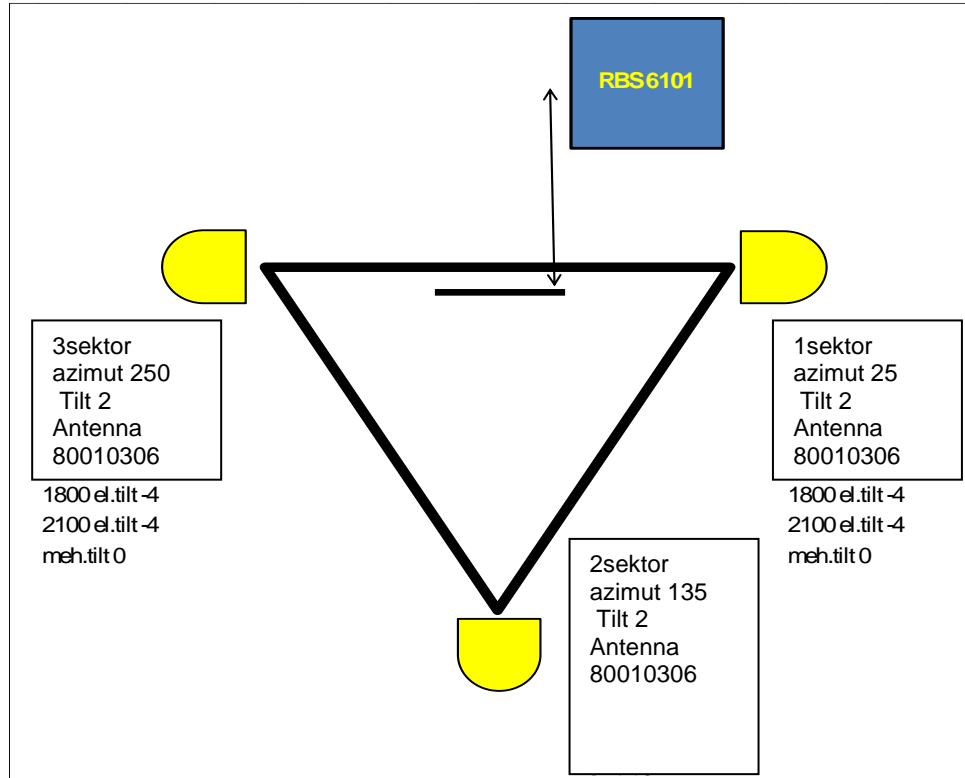 RBS6101
3sektor
azimut 250
Tilt 2
Antenna
80010306
1800 el.tilt -4
2100 el.tilt -4
meh.tilt 0
1sektor
azimut 25
Tilt 2
Antenna
80010306
1800 el.tilt -4
2100 el.tilt -4
meh.tilt 0
2sektor
azimut 135
Tilt 2
Antenna
80010306